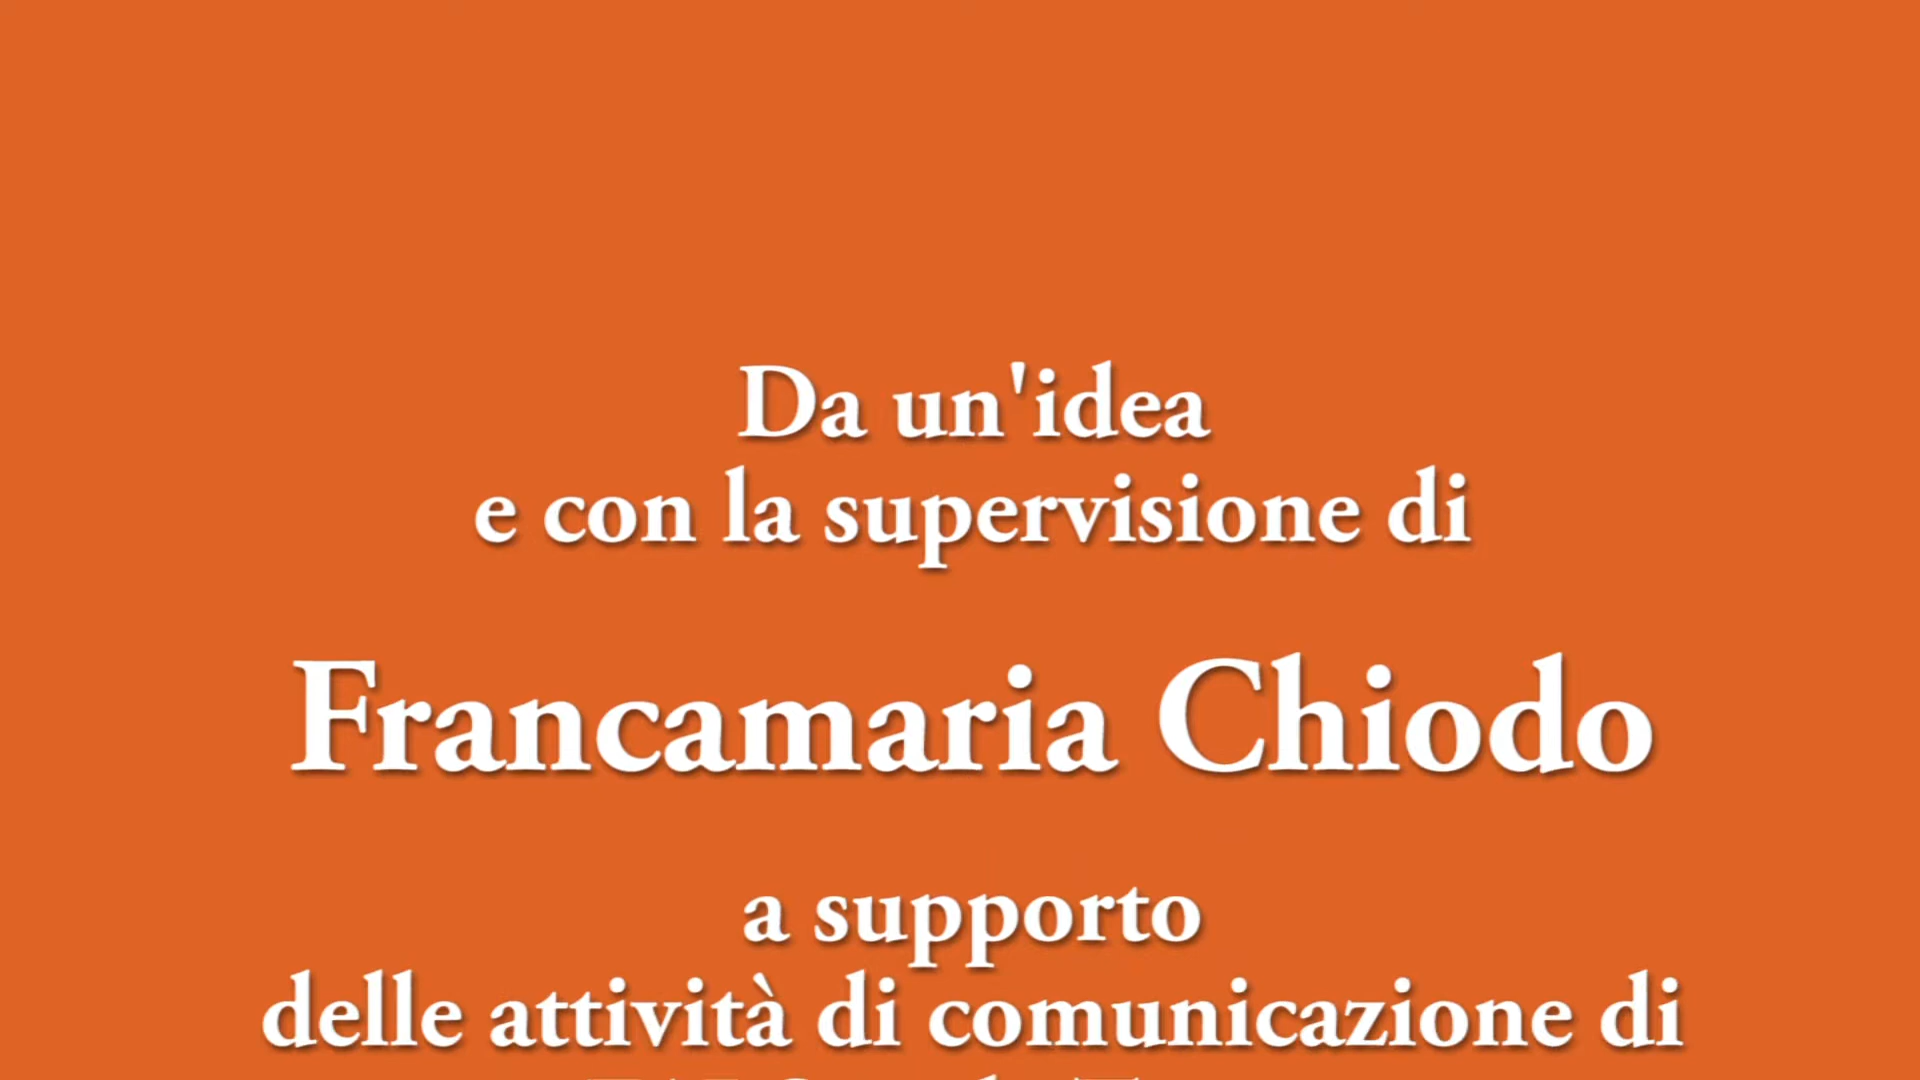 Da un'idea
e con la supervisione di
Francamaria Chiodo
a supporto
delle attività di comunicazione di